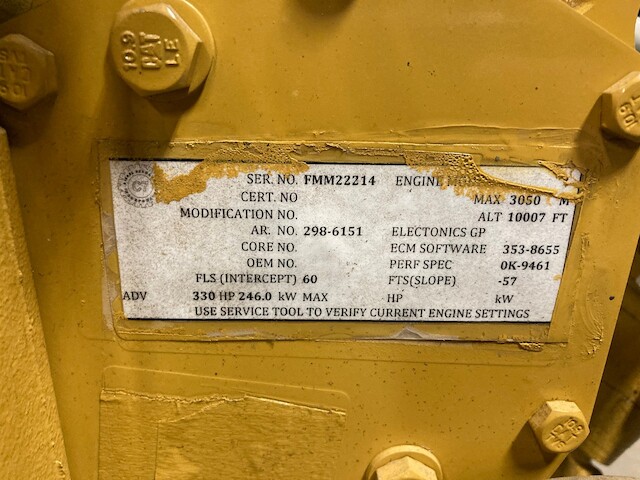 10.9
CAT
LE
SER. NO. FMM22214 ENGINE
CERT. NO MAX 3050 M
MODIFICATION NO. ALT 10007 FT
AR. NO. 298-6151 ELECTONICS GP
CORE NO. ECM SOFTWARE 353-8655
OEM NO. PERF SPEC 0K-9461
FLS (INTERCEPT) 60 FTS(SLOPE) -57
ADV 330 HP 246.0 kW MAX HP kW
USE SERVICE TOOL TO VERIFY CURRENT ENGINE SETTINGS